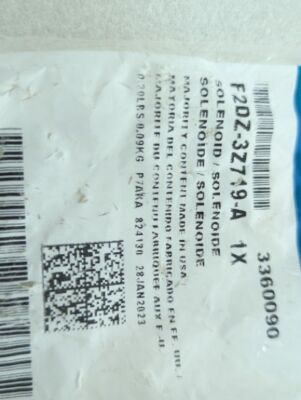 3360090
F2DZ-3Z719-A 1X
SOLENOID / SOLENOIDE
SOLENOIDE / SOLENOIDE
MAJORITY CONTENT MADE IN USA
MAYORIA DEL CONTENIDO FABRICADO EN EE. UU.
MAJORITE DU CONTENU FABRIQUEE AUX E-U
0.20LBS 0.09KG P7AKA 824130 28JAN2023